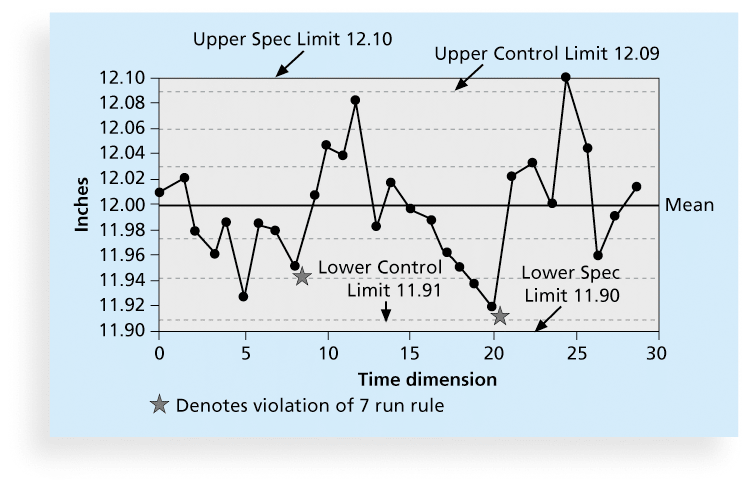 Upper Spec Limit 12.10
Upper Control Limit 12.09
12.10
12.08
12.06
12.04
12.02
12.00
11.98
11.96
11.94
11.92
11.90
Inches
Mean
Lower Control
Limit 11.91
Lower Spec
Limit 11.90
0 5 10 15 20 25 30
Time dimension
Denotes violation of 7 run rule